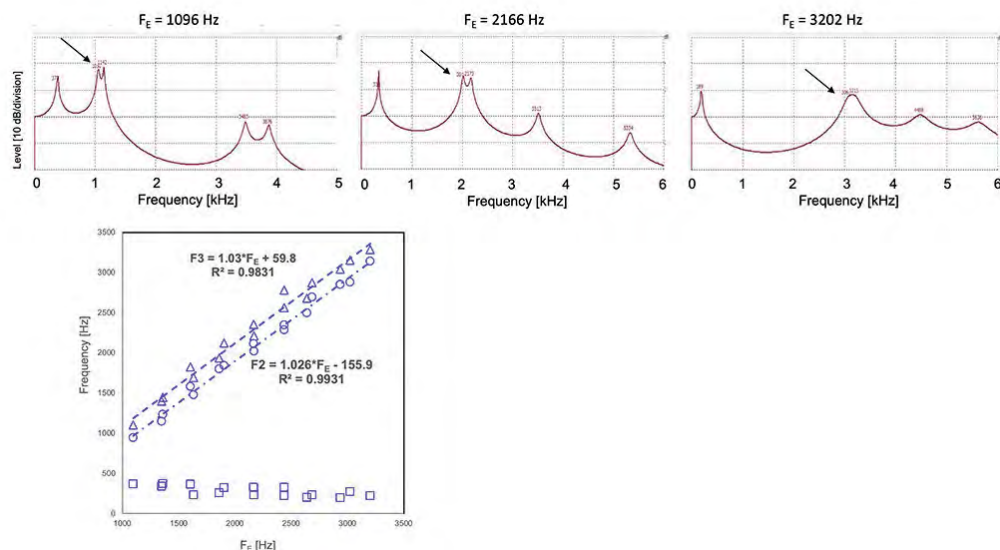 F_E = 1096 Hz
F_E = 2166 Hz
F_E = 3202 Hz
Level [10 dB/division]
0 1 2 3 4 5
0 1 2 3 4 5 6
0 1 2 3 4 5 6
Frequency [kHz]
Frequency [kHz]
Frequency [kHz]
3500
3000
2500
2000
1500
1000
500
0
Frequency [Hz]
F3 = 1.03*F_E + 59.8
R² = 0.9831
F2 = 1.026*F_E - 155.9
R² = 0.9931
1000 1500 2000 2500 3000 3500
F_E [Hz]